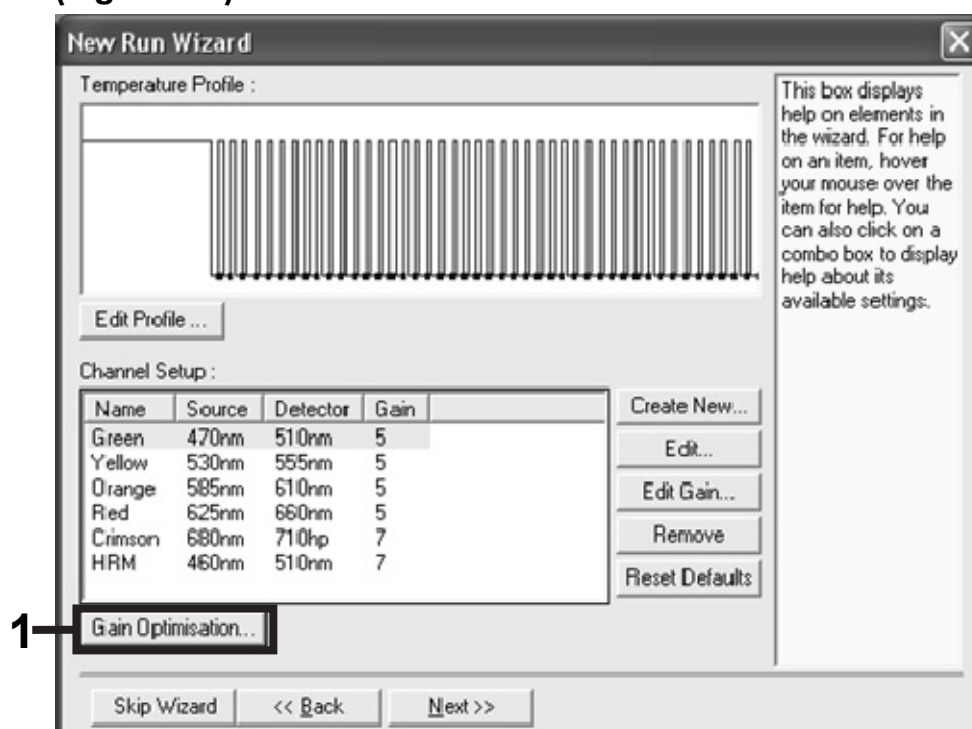 New Run Wizard
Temperature Profile :
This box displays
help on elements in
the wizard. For help
on an item, hover
your mouse over the
item for help. You
can also click on a
combo box to display
help about its
available settings.
Edit Profile ...
Channel Setup :
Name Source Detector Gain
Green 470nm 510nm 5
Yellow 530nm 555nm 5
Orange 585nm 610nm 5
Red 625nm 660nm 5
Crimson 680nm 710hp 7
HRM 460nm 510nm 7
Create New...
Edit...
Edit Gain...
Remove
Reset Defaults
1
Gain Optimisation...
Skip Wizard
<< Back
Next >>